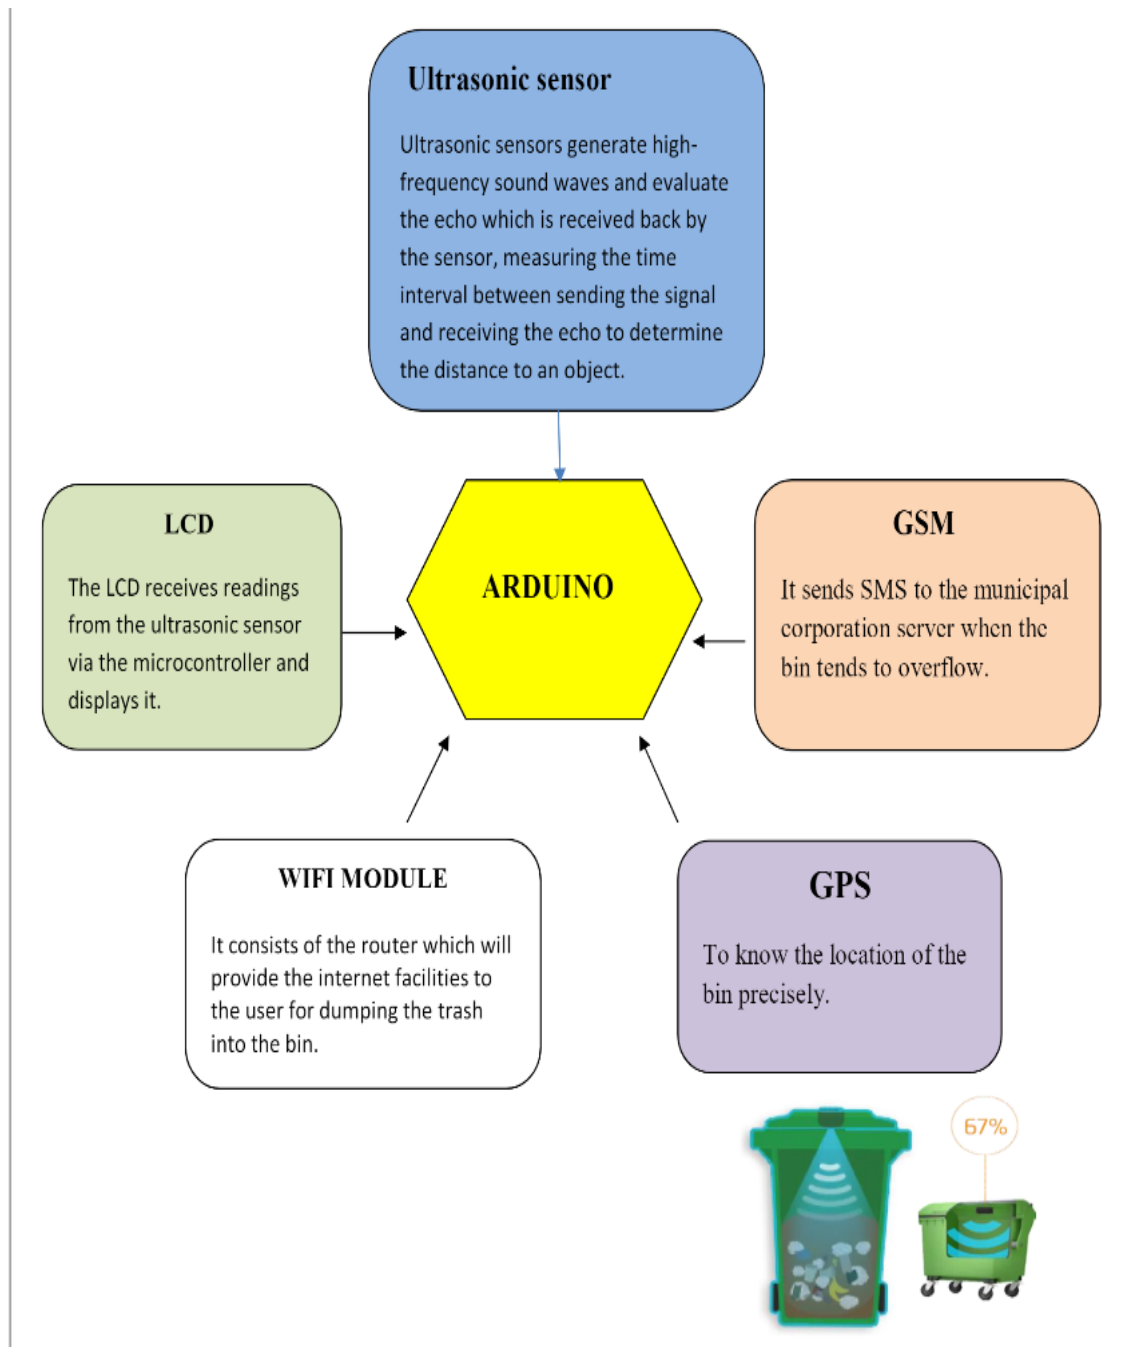 Ultrasonic sensor
Ultrasonic sensors generate high-
frequency sound waves and evaluate
the echo which is received back by
the sensor, measuring the time
interval between sending the signal
and receiving the echo to determine
the distance to an object.
LCD
The LCD receives readings
from the ultrasonic sensor
via the microcontroller and
displays it.
ARDUINO
GSM
It sends SMS to the municipal
corporation server when the
bin tends to overflow.
WIFI MODULE
It consists of the router which will
provide the internet facilities to
the user for dumping the trash
into the bin.
GPS
To know the location of the
bin precisely.
67%